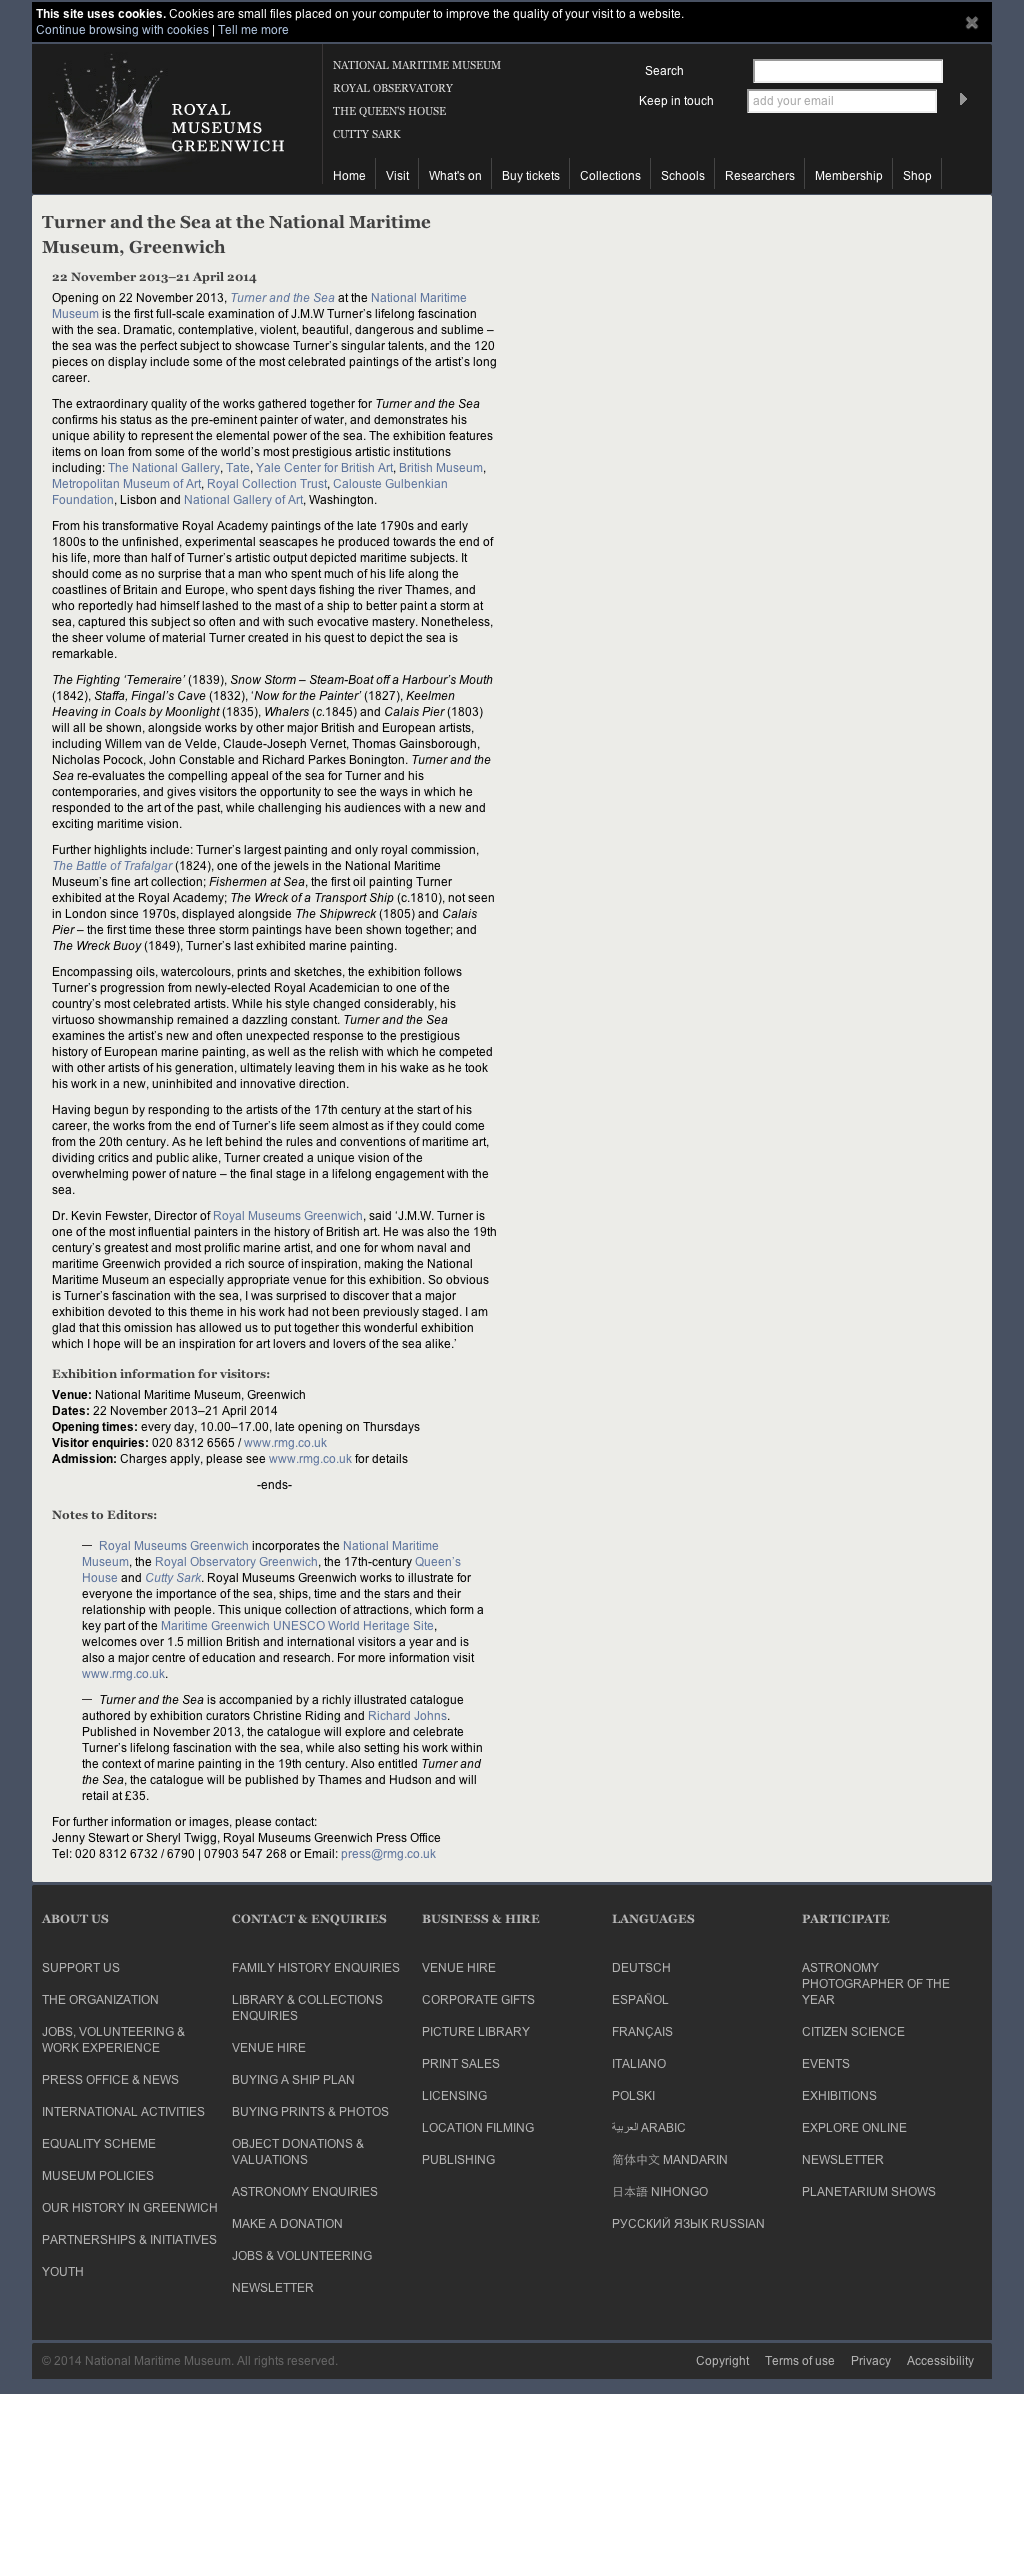 This site uses cookies. Cookies are small files placed on your computer to improve the quality of your visit to a website.
Continue browsing with cookies | Tell me more
ROYAL
MUSEUMS
GREENWICH
NATIONAL MARITIME MUSEUM
ROYAL OBSERVATORY
THE QUEEN'S HOUSE
CUTTY SARK
Search
Keep in touch add your email
Home Visit What's on Buy tickets Collections Schools Researchers Membership Shop
Turner and the Sea at the National Maritime
Museum, Greenwich
22 November 2013–21 April 2014
Opening on 22 November 2013, Turner and the Sea at the National Maritime
Museum is the first full-scale examination of J.M.W Turner’s lifelong fascination
with the sea. Dramatic, contemplative, violent, beautiful, dangerous and sublime –
the sea was the perfect subject to showcase Turner’s singular talents, and the 120
pieces on display include some of the most celebrated paintings of the artist’s long
career.
The extraordinary quality of the works gathered together for Turner and the Sea
confirms his status as the pre-eminent painter of water, and demonstrates his
unique ability to represent the elemental power of the sea. The exhibition features
items on loan from some of the world’s most prestigious artistic institutions
including: The National Gallery, Tate, Yale Center for British Art, British Museum,
Metropolitan Museum of Art, Royal Collection Trust, Calouste Gulbenkian
Foundation, Lisbon and National Gallery of Art, Washington.
From his transformative Royal Academy paintings of the late 1790s and early
1800s to the unfinished, experimental seascapes he produced towards the end of
his life, more than half of Turner’s artistic output depicted maritime subjects. It
should come as no surprise that a man who spent much of his life along the
coastlines of Britain and Europe, who spent days fishing the river Thames, and
who reportedly had himself lashed to the mast of a ship to better paint a storm at
sea, captured this subject so often and with such evocative mastery. Nonetheless,
the sheer volume of material Turner created in his quest to depict the sea is
remarkable.
The Fighting ‘Temeraire’ (1839), Snow Storm – Steam-Boat off a Harbour’s Mouth
(1842), Staffa, Fingal’s Cave (1832), ‘Now for the Painter’ (1827), Keelmen
Heaving in Coals by Moonlight (1835), Whalers (c.1845) and Calais Pier (1803)
will all be shown, alongside works by other major British and European artists,
including Willem van de Velde, Claude-Joseph Vernet, Thomas Gainsborough,
Nicholas Pocock, John Constable and Richard Parkes Bonington. Turner and the
Sea re-evaluates the compelling appeal of the sea for Turner and his
contemporaries, and gives visitors the opportunity to see the ways in which he
responded to the art of the past, while challenging his audiences with a new and
exciting maritime vision.
Further highlights include: Turner’s largest painting and only royal commission,
The Battle of Trafalgar (1824), one of the jewels in the National Maritime
Museum’s fine art collection; Fishermen at Sea, the first oil painting Turner
exhibited at the Royal Academy; The Wreck of a Transport Ship (c.1810), not seen
in London since 1970s, displayed alongside The Shipwreck (1805) and Calais
Pier – the first time these three storm paintings have been shown together; and
The Wreck Buoy (1849), Turner’s last exhibited marine painting.
Encompassing oils, watercolours, prints and sketches, the exhibition follows
Turner’s progression from newly-elected Royal Academician to one of the
country’s most celebrated artists. While his style changed considerably, his
virtuoso showmanship remained a dazzling constant. Turner and the Sea
examines the artist’s new and often unexpected response to the prestigious
history of European marine painting, as well as the relish with which he competed
with other artists of his generation, ultimately leaving them in his wake as he took
his work in a new, uninhibited and innovative direction.
Having begun by responding to the artists of the 17th century at the start of his
career, the works from the end of Turner’s life seem almost as if they could come
from the 20th century. As he left behind the rules and conventions of maritime art,
dividing critics and public alike, Turner created a unique vision of the
overwhelming power of nature – the final stage in a lifelong engagement with the
sea.
Dr. Kevin Fewster, Director of Royal Museums Greenwich, said ‘J.M.W. Turner is
one of the most influential painters in the history of British art. He was also the 19th
century’s greatest and most prolific marine artist, and one for whom naval and
maritime Greenwich provided a rich source of inspiration, making the National
Maritime Museum an especially appropriate venue for this exhibition. So obvious
is Turner’s fascination with the sea, I was surprised to discover that a major
exhibition devoted to this theme in his work had not been previously staged. I am
glad that this omission has allowed us to put together this wonderful exhibition
which I hope will be an inspiration for art lovers and lovers of the sea alike.’
Exhibition information for visitors:
Venue: National Maritime Museum, Greenwich
Dates: 22 November 2013–21 April 2014
Opening times: every day, 10.00–17.00, late opening on Thursdays
Visitor enquiries: 020 8312 6565 / www.rmg.co.uk
Admission: Charges apply, please see www.rmg.co.uk for details
-ends-
Notes to Editors:
— Royal Museums Greenwich incorporates the National Maritime
Museum, the Royal Observatory Greenwich, the 17th-century Queen’s
House and Cutty Sark. Royal Museums Greenwich works to illustrate for
everyone the importance of the sea, ships, time and the stars and their
relationship with people. This unique collection of attractions, which form a
key part of the Maritime Greenwich UNESCO World Heritage Site,
welcomes over 1.5 million British and international visitors a year and is
also a major centre of education and research. For more information visit
www.rmg.co.uk.
— Turner and the Sea is accompanied by a richly illustrated catalogue
authored by exhibition curators Christine Riding and Richard Johns.
Published in November 2013, the catalogue will explore and celebrate
Turner’s lifelong fascination with the sea, while also setting his work within
the context of marine painting in the 19th century. Also entitled Turner and
the Sea, the catalogue will be published by Thames and Hudson and will
retail at £35.
For further information or images, please contact:
Jenny Stewart or Sheryl Twigg, Royal Museums Greenwich Press Office
Tel: 020 8312 6732 / 6790 | 07903 547 268 or Email: press@rmg.co.uk
ABOUT US
SUPPORT US
THE ORGANIZATION
JOBS, VOLUNTEERING &
WORK EXPERIENCE
PRESS OFFICE & NEWS
INTERNATIONAL ACTIVITIES
EQUALITY SCHEME
MUSEUM POLICIES
OUR HISTORY IN GREENWICH
PARTNERSHIPS & INITIATIVES
YOUTH
CONTACT & ENQUIRIES
FAMILY HISTORY ENQUIRIES
LIBRARY & COLLECTIONS
ENQUIRIES
VENUE HIRE
BUYING A SHIP PLAN
BUYING PRINTS & PHOTOS
OBJECT DONATIONS &
VALUATIONS
ASTRONOMY ENQUIRIES
MAKE A DONATION
JOBS & VOLUNTEERING
NEWSLETTER
BUSINESS & HIRE
VENUE HIRE
CORPORATE GIFTS
PICTURE LIBRARY
PRINT SALES
LICENSING
LOCATION FILMING
PUBLISHING
LANGUAGES
DEUTSCH
ESPAÑOL
FRANÇAIS
ITALIANO
POLSKI
العربية ARABIC
简体中文 MANDARIN
日本語 NIHONGO
РУССКИЙ ЯЗЫК RUSSIAN
PARTICIPATE
ASTRONOMY
PHOTOGRAPHER OF THE
YEAR
CITIZEN SCIENCE
EVENTS
EXHIBITIONS
EXPLORE ONLINE
NEWSLETTER
PLANETARIUM SHOWS
© 2014 National Maritime Museum. All rights reserved.
Copyright Terms of use Privacy Accessibility